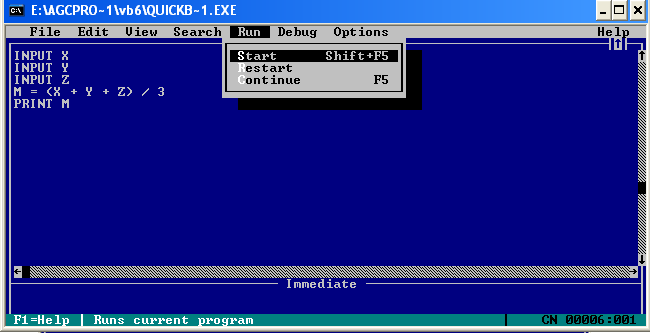 E:\AGCPRO~1\vb6\QUICKB~1.EXE
File Edit View Search Run Debug Options Help
Start Shift+F5
Restart
Continue F5
INPUT X
INPUT Y
INPUT Z
M = (X + Y + Z) / 3
PRINT M
Immediate
F1=Help | Runs current program CN 00006:001